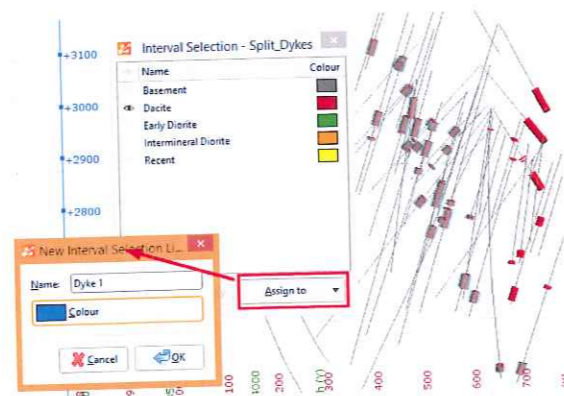 +3100
+3000
+2900
+2800
Interval Selection - Split_Dykes
Name Colour
Basement
Dacite
Early Diorite
Intermineral Diorite
Recent
Assign to
New Interval Selection Li...
Name: Dyke 1
Colour
Cancel OK
100
4000
200
300
400
500
600
700